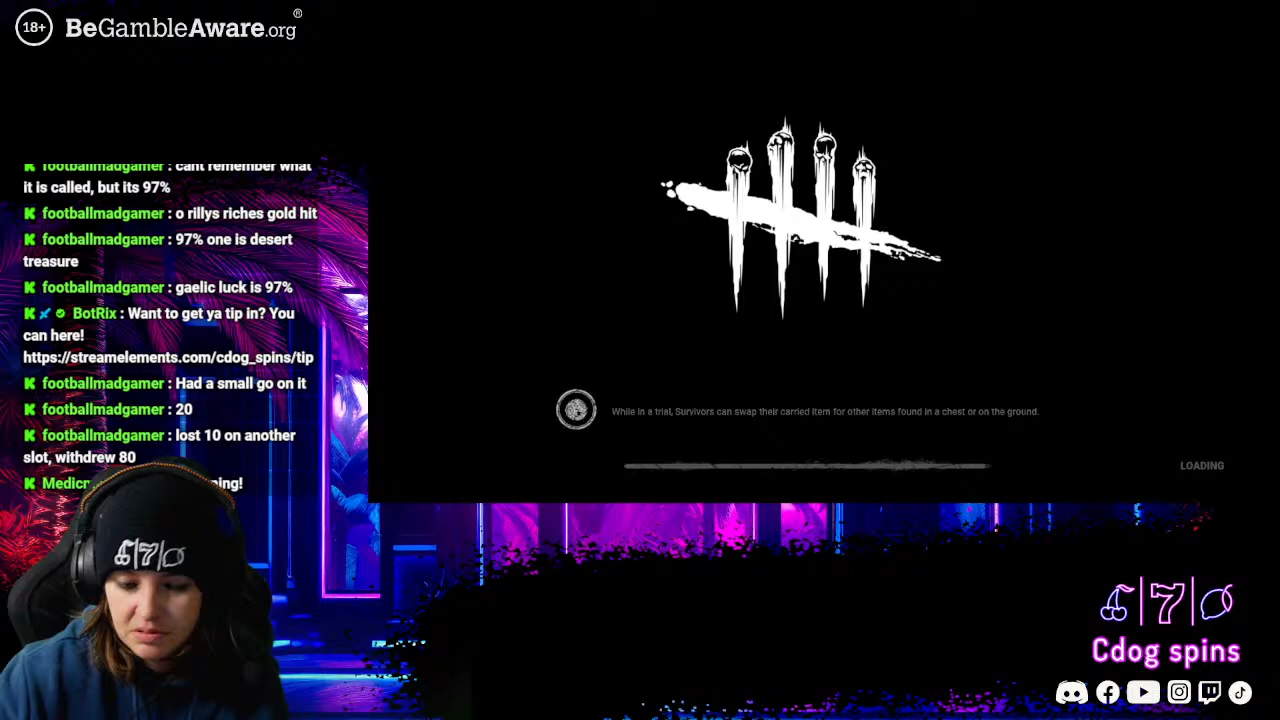 18+ BeGambleAware.org®
footballmadgamer : cant remember what
it is called, but its 97%
footballmadgamer : o rillys riches gold hit
footballmadgamer : 97% one is desert
treasure
footballmadgamer : gaelic luck is 97%
BotRix : Want to get ya tip in? You
can here!
https://streamelements.com/cdog_spins/tip
footballmadgamer : Had a small go on it
footballmadgamer : 20
footballmadgamer : lost 10 on another
slot, withdrew 80
While in a trial, Survivors can swap their carried item for other items found in a chest or on the ground.
LOADING
7
7
Cdog spins